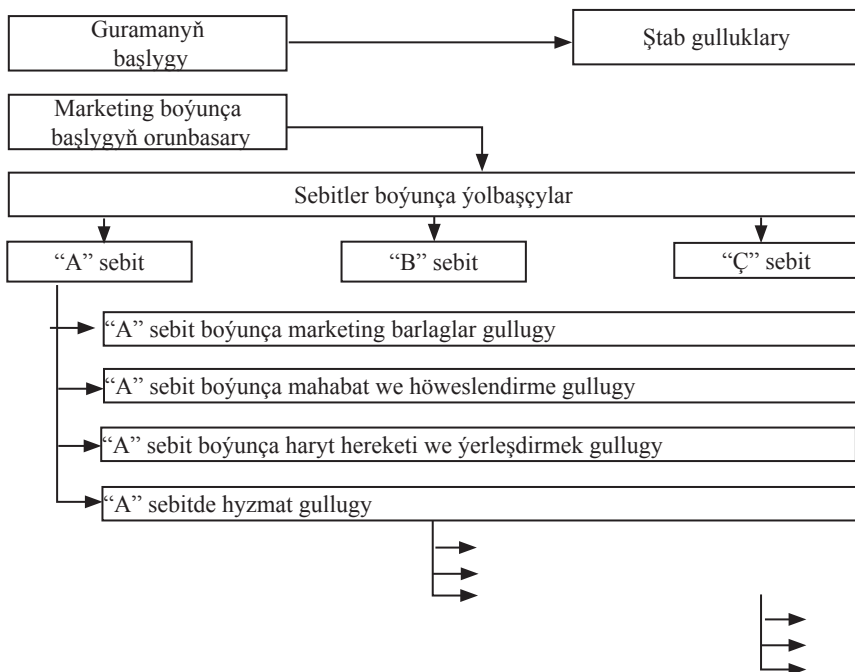 Guramanyň
başlygy
Ştab gulluklary
Marketing boýunça
başlygyň orunbasary
Sebitler boýunça ýolbaşçylar
“A” sebit
“B” sebit
“Ç” sebit
“A” sebit boýunça marketing barlaglar gullugy
“A” sebit boýunça mahabat we höweslendirme gullugy
“A” sebit boýunça haryt hereketi we ýerleşdirmek gullugy
“A” sebitde hyzmat gullugy